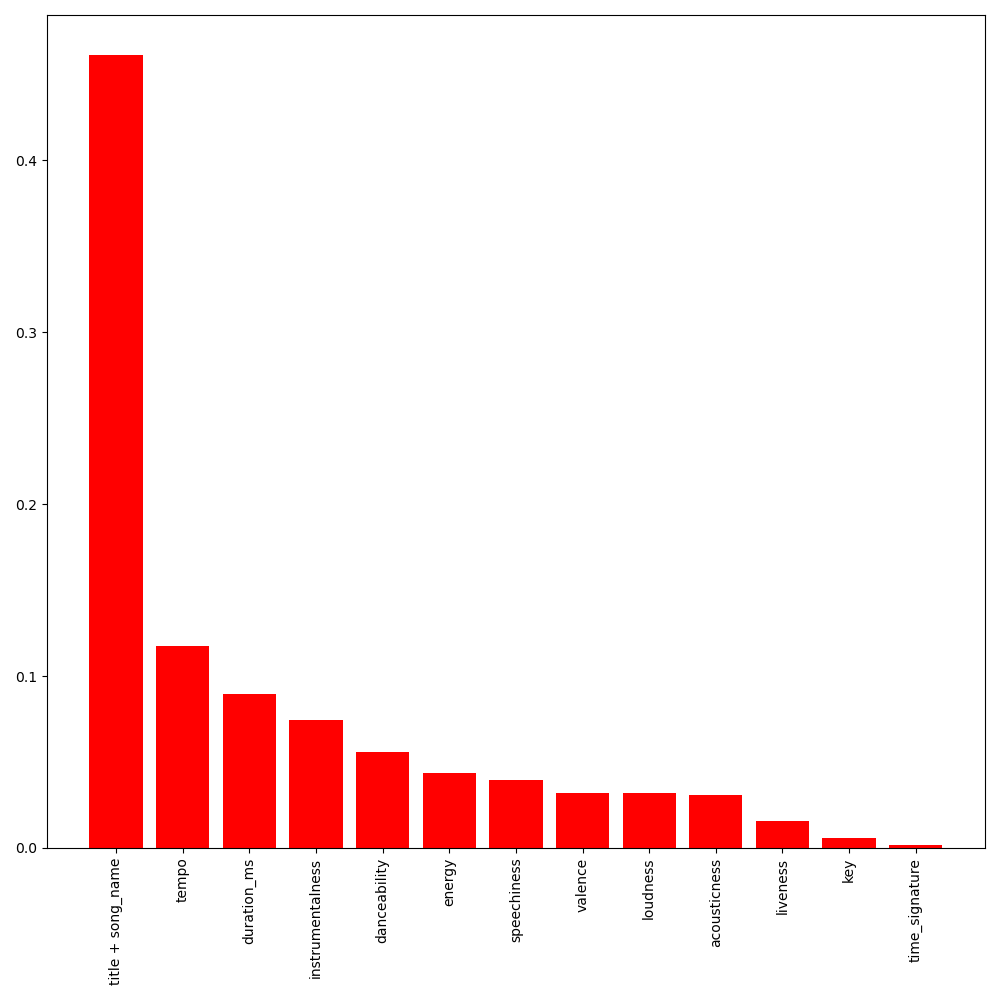 0.4
0.3
0.2
0.1
0.0
title + song_name
tempo
duration_ms
instrumentalness
danceability
energy
speechiness
valence
loudness
acousticness
liveness
key
time_signature